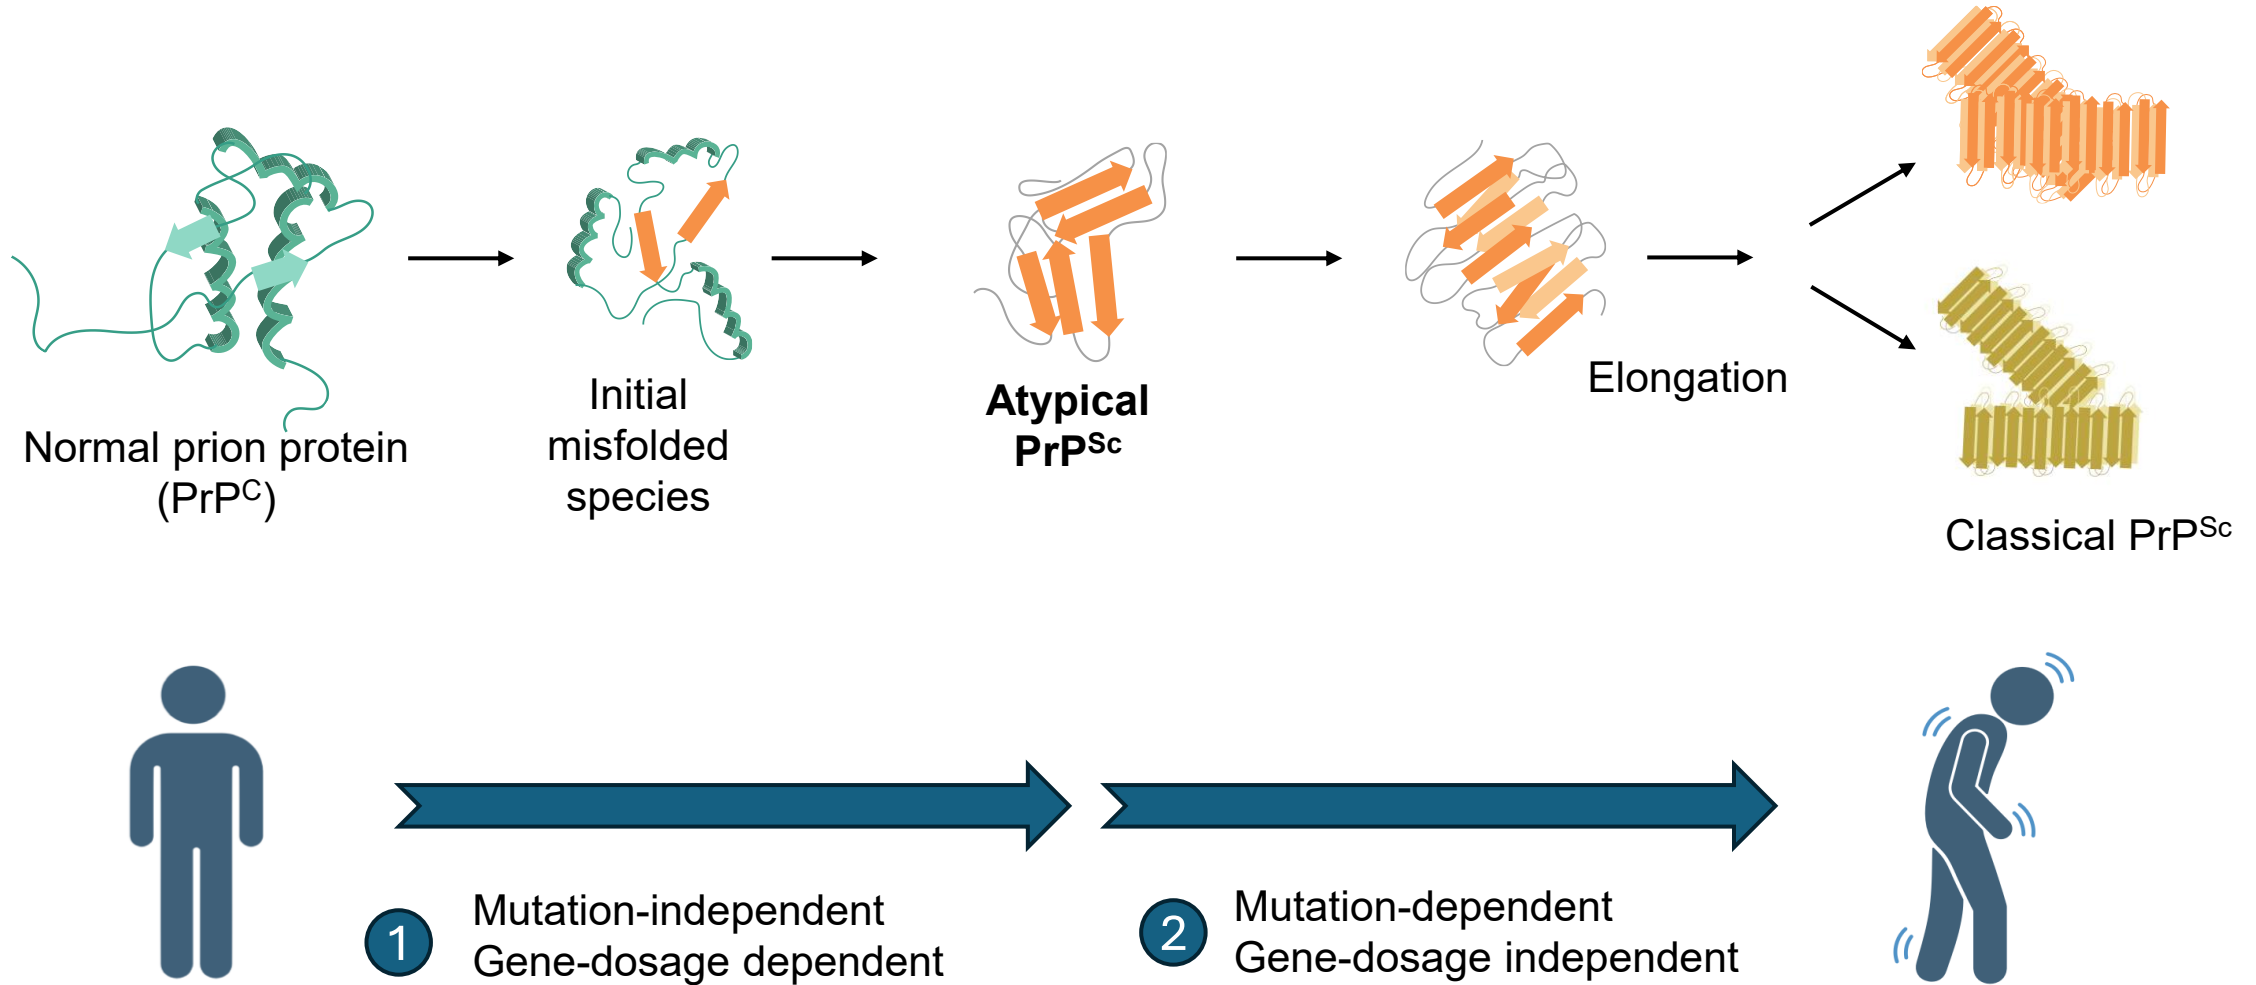 Normal prion protein
(PrPᶜ)
Initial
misfolded
species
Atypical
PrPˢᶜ
Elongation
Classical PrPˢᶜ
1
Mutation-independent
Gene-dosage dependent
2
Mutation-dependent
Gene-dosage independent